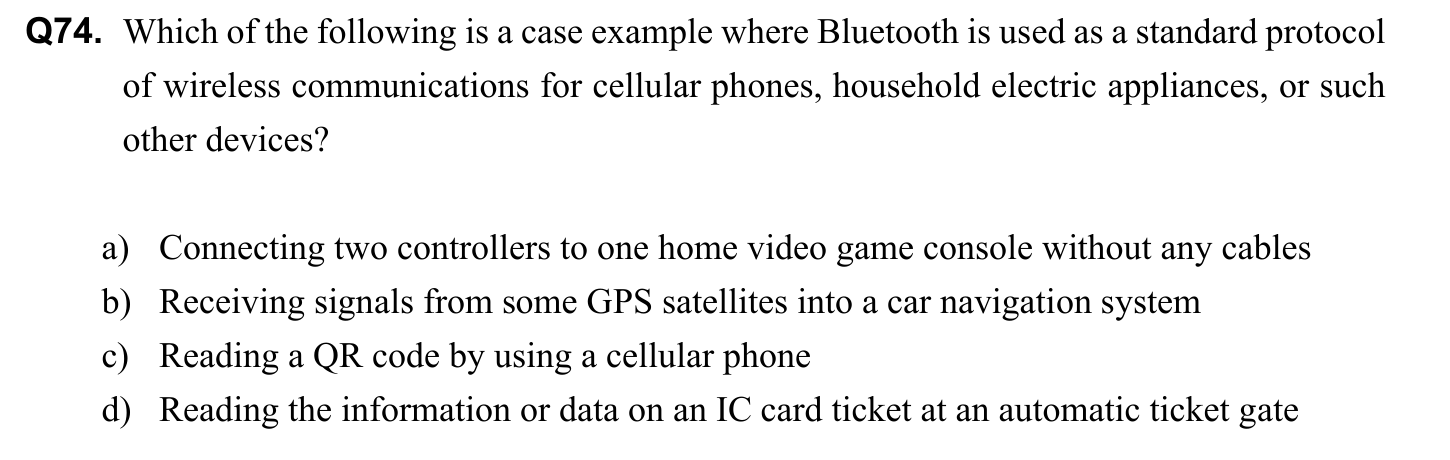 Q74. Which of the following is a case example where Bluetooth is used as a standard protocol
of wireless communications for cellular phones, household electric appliances, or such
other devices?
a) Connecting two controllers to one home video game console without any cables
b) Receiving signals from some GPS satellites into a car navigation system
c) Reading a QR code by using a cellular phone
d) Reading the information or data on an IC card ticket at an automatic ticket gate